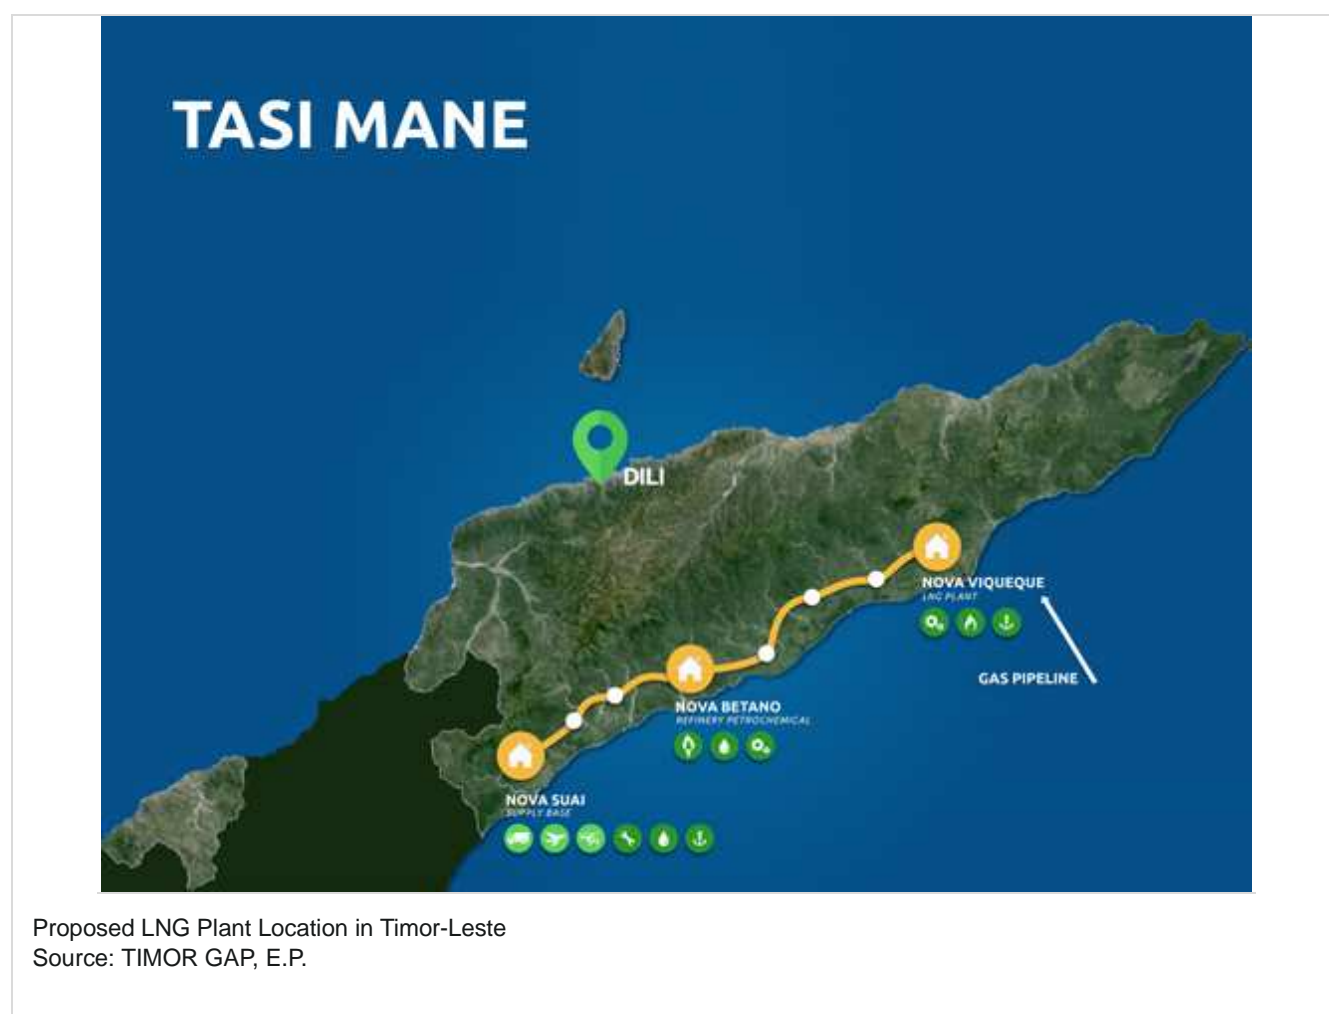 TASI MANE
DILI
NOVA VIQUEQUE
LNG PLANT
GAS PIPELINE
NOVA BETANO
REFINERY PETROCHEMICAL
NOVA SUAI
SUPPLY BASE
Proposed LNG Plant Location in Timor-Leste
Source: TIMOR GAP, E.P.